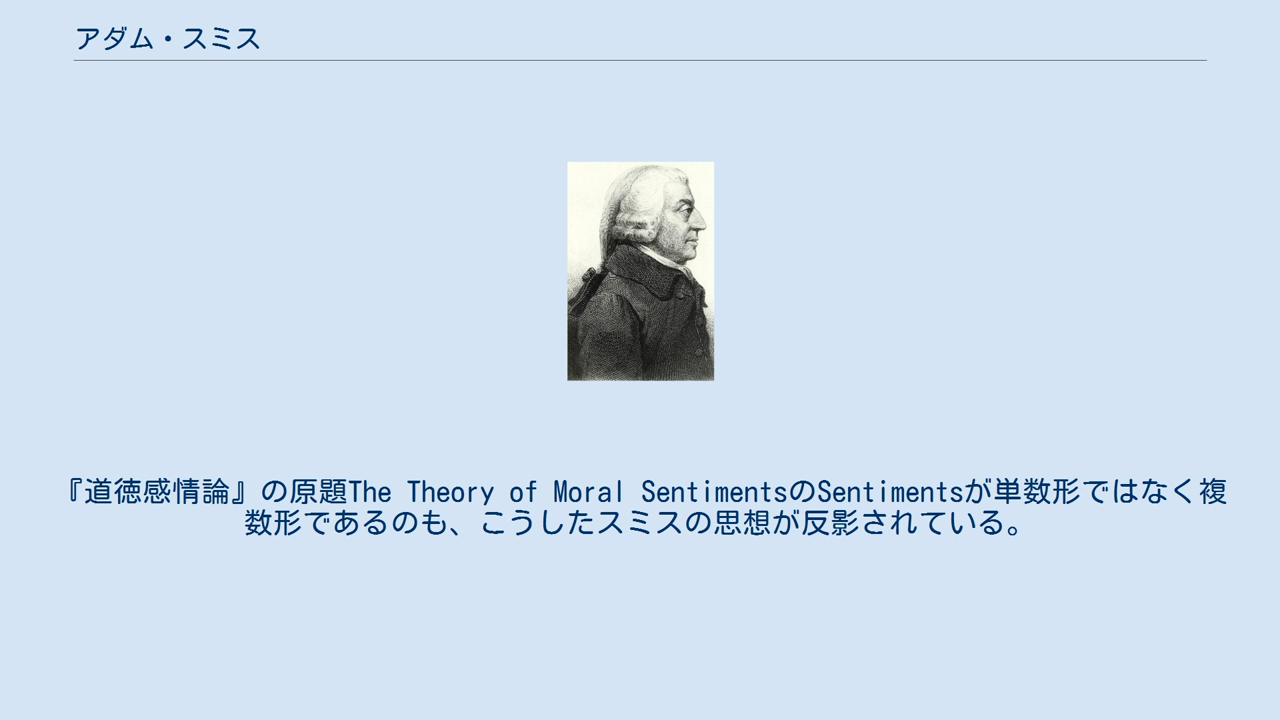 アダム・スミス
『道徳感情論』の原題The Theory of Moral SentimentsのSentimentsが単数形ではなく複
数形であるのも、こうしたスミスの思想が反影されている。